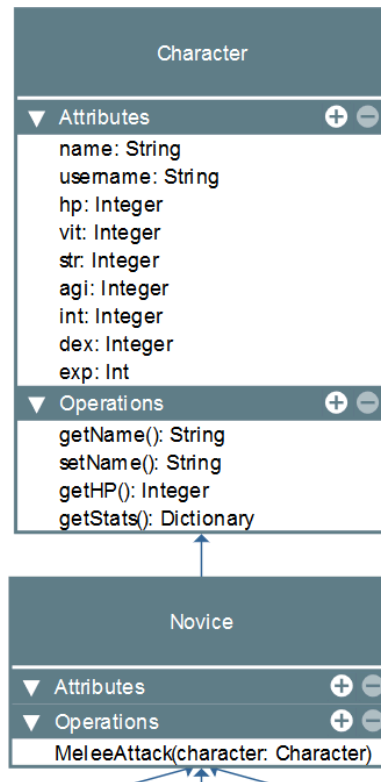 Character
Attributes
name: String
username: String
hp: Integer
vit: Integer
str: Integer
agi: Integer
int: Integer
dex: Integer
exp: Int
Operations
getName(): String
setName(): String
getHP(): Integer
getStats(): Dictionary
Novice
Attributes
Operations
MeleeAttack(character: Character)